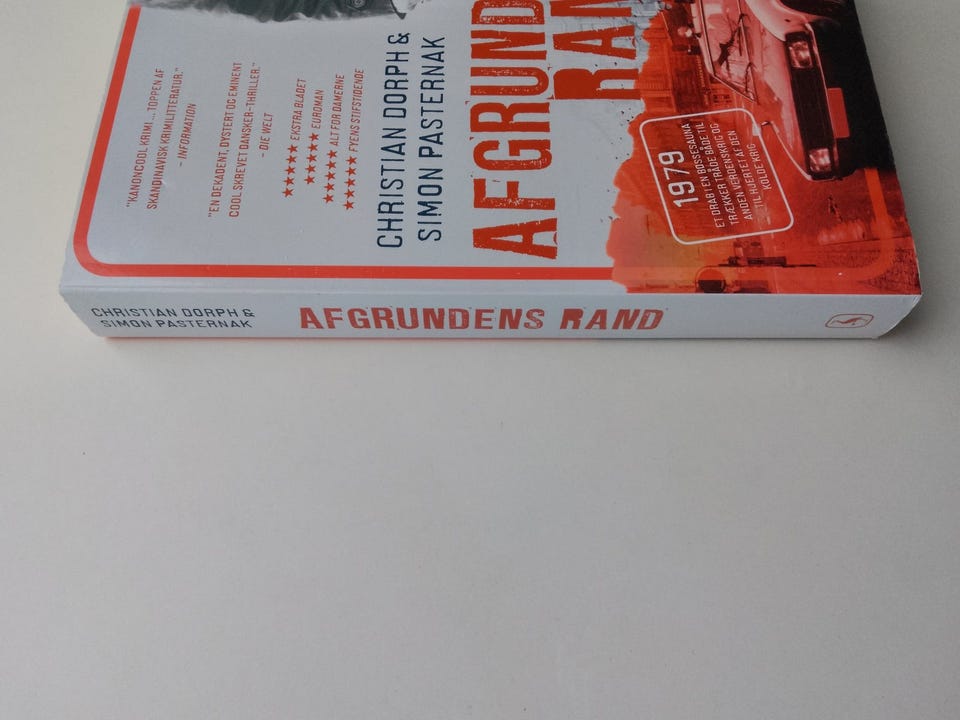 "KANONCOOL KRIMI ... TOPPEN AF
SKANDINAVISK KRIMILITTERATUR."
– INFORMATION
"EN DEKADENT, DYSTERT OG EMINENT
COOL SKREVET DANSKER-THRILLER."
– DIE WELT
★★★★★★ EKSTRA BLADET
★★★★★ EUROMAN
★★★★★★ ALT FOR DAMERNE
★★★★★★ FYENS STIFTSTIDENDE
CHRISTIAN DORPH &
SIMON PASTERNAK
AFGRUND
RAN
1979
ET DRAB I EN BØSSESAUNA
TRÆKKER TRÅDE BÅDE TIL
ANDEN VERDENSKRIG OG
TIL HJERTET AF DEN
KOLDE KRIG
CHRISTIAN DORPH &
SIMON PASTERNAK
AFGRUNDENS RAND